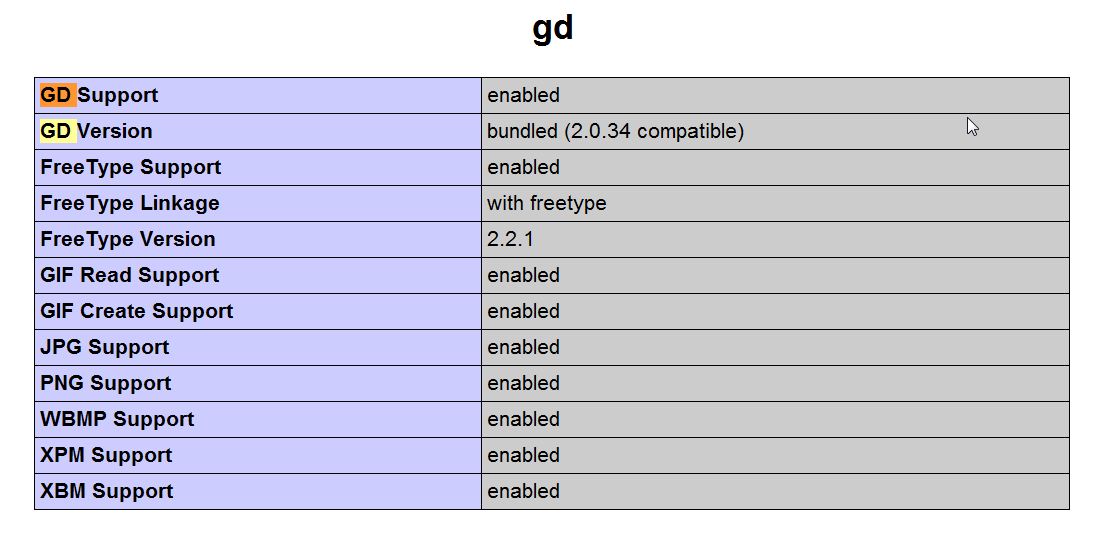 gd
GD Support enabled
GD Version bundled (2.0.34 compatible)
FreeType Support enabled
FreeType Linkage with freetype
FreeType Version 2.2.1
GIF Read Support enabled
GIF Create Support enabled
JPG Support enabled
PNG Support enabled
WBMP Support enabled
XPM Support enabled
XBM Support enabled